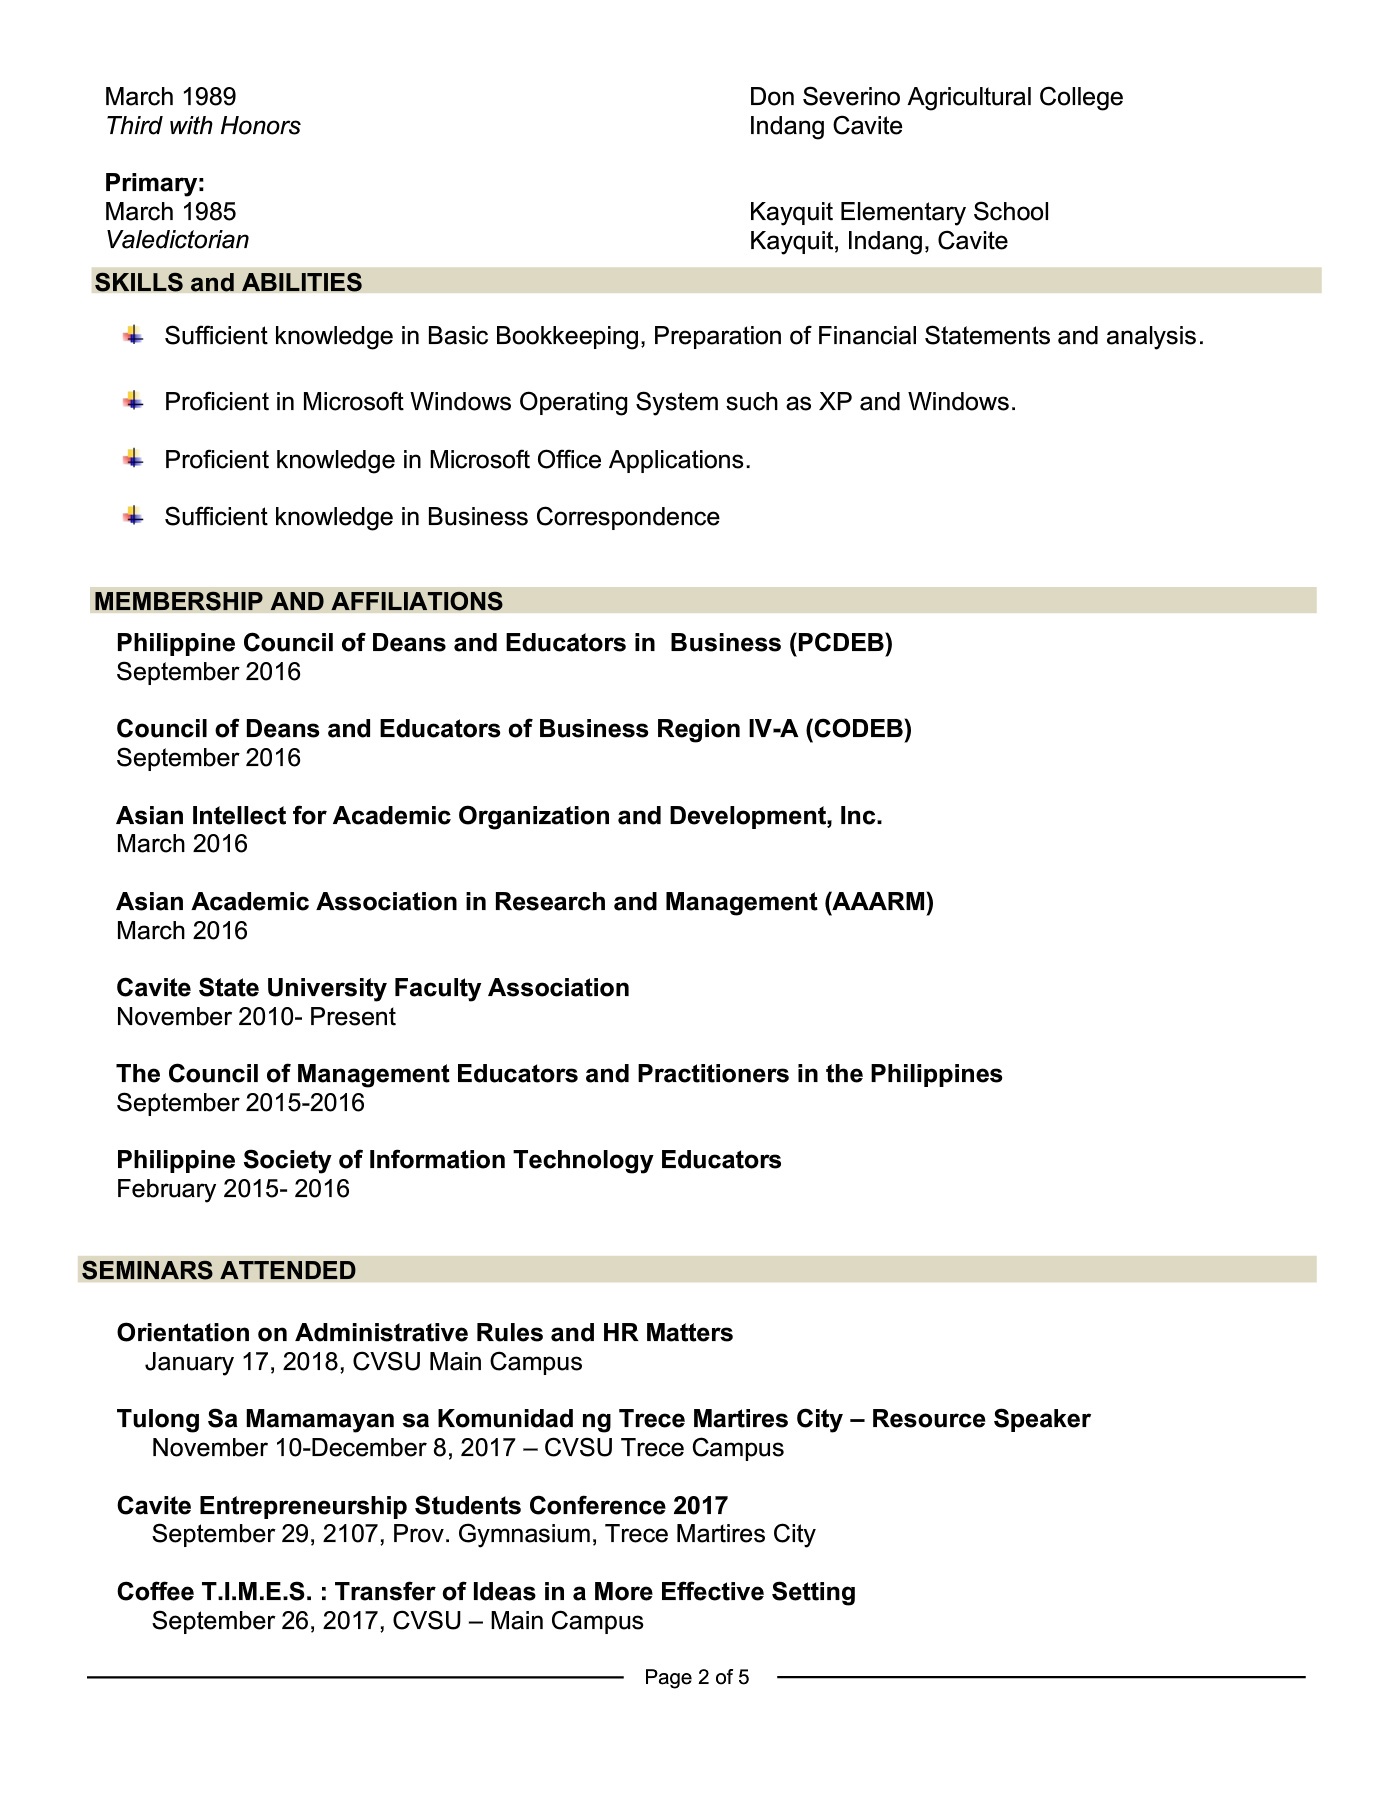 March 1989 Don Severino Agricultural College
Third with Honors Indang Cavite
Primary:
March 1985 Kayquit Elementary School
Valedictorian Kayquit, Indang, Cavite
SKILLS and ABILITIES
Sufficient knowledge in Basic Bookkeeping, Preparation of Financial Statements and analysis.
Proficient in Microsoft Windows Operating System such as XP and Windows.
Proficient knowledge in Microsoft Office Applications.
Sufficient knowledge in Business Correspondence
MEMBERSHIP AND AFFILIATIONS
Philippine Council of Deans and Educators in  Business (PCDEB)
September 2016
Council of Deans and Educators of Business Region IV-A (CODEB)
September 2016
Asian Intellect for Academic Organization and Development, Inc.
March 2016
Asian Academic Association in Research and Management (AAARM)
March 2016
Cavite State University Faculty Association
November 2010- Present
The Council of Management Educators and Practitioners in the Philippines
September 2015-2016
Philippine Society of Information Technology Educators
February 2015- 2016
SEMINARS ATTENDED
Orientation on Administrative Rules and HR Matters
January 17, 2018, CVSU Main Campus
Tulong Sa Mamamayan sa Komunidad ng Trece Martires City – Resource Speaker
November 10-December 8, 2017 – CVSU Trece Campus
Cavite Entrepreneurship Students Conference 2017
September 29, 2107, Prov. Gymnasium, Trece Martires City
Coffee T.I.M.E.S. : Transfer of Ideas in a More Effective Setting
September 26, 2017, CVSU – Main Campus
Page 2 of 5